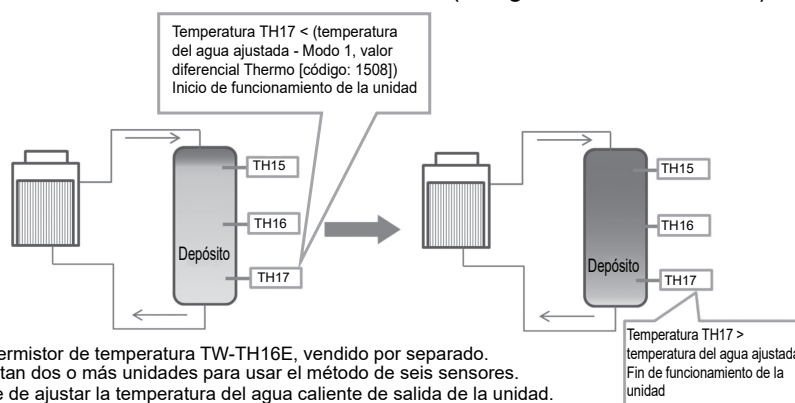 Temperatura TH17 < (temperatura
del agua ajustada - Modo 1, valor
diferencial Thermo [código: 1508])
Inicio de funcionamiento de la unidad
TH15
TH16
Depósito
TH17
TH15
TH16
Depósito
TH17
Temperatura TH17 >
temperatura del agua ajustada
Fin de funcionamiento de la
unidad
de temperatura TW-TH16E, vendido por separado.
dos o más unidades para usar el método de seis sensores.
de ajustar la temperatura del agua caliente de salida de la unidad.